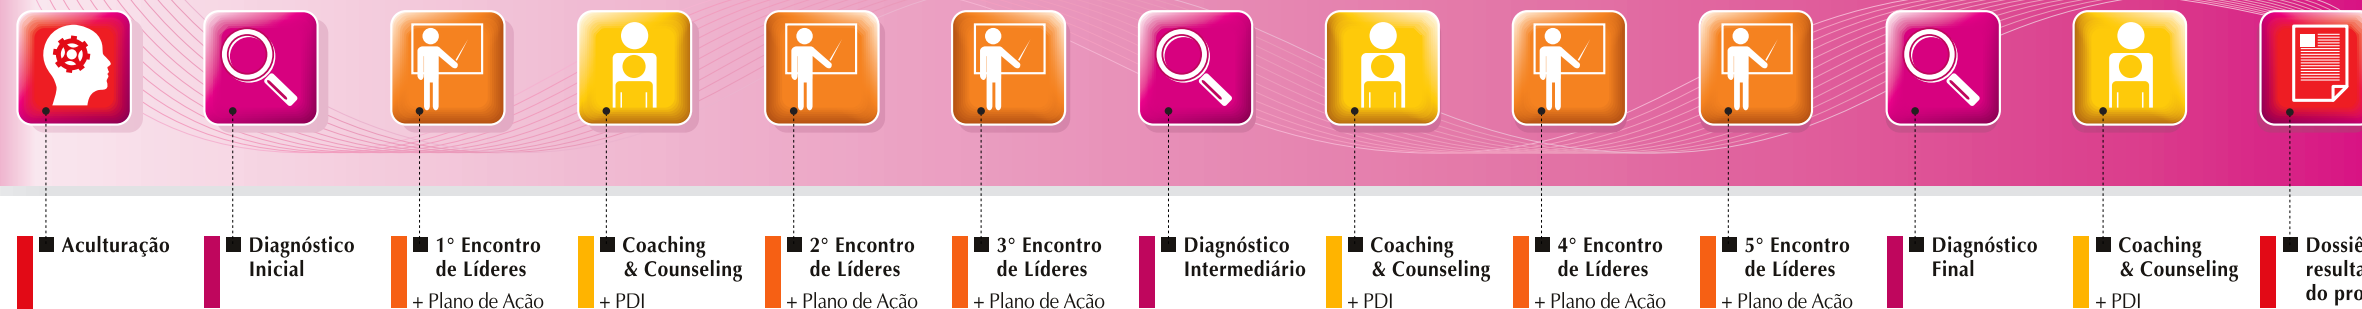 Aculturação
Diagnóstico
Inicial
1° Encontro
de Líderes
+ Plano de Ação
Coaching
& Counseling
+ PDI
2° Encontro
de Líderes
+ Plano de Ação
3° Encontro
de Líderes
+ Plano de Ação
Diagnóstico
Intermediário
Coaching
& Counseling
+ PDI
4° Encontro
de Líderes
+ Plano de Ação
5° Encontro
de Líderes
+ Plano de Ação
Diagnóstico
Final
Coaching
& Counseling
+ PDI
do